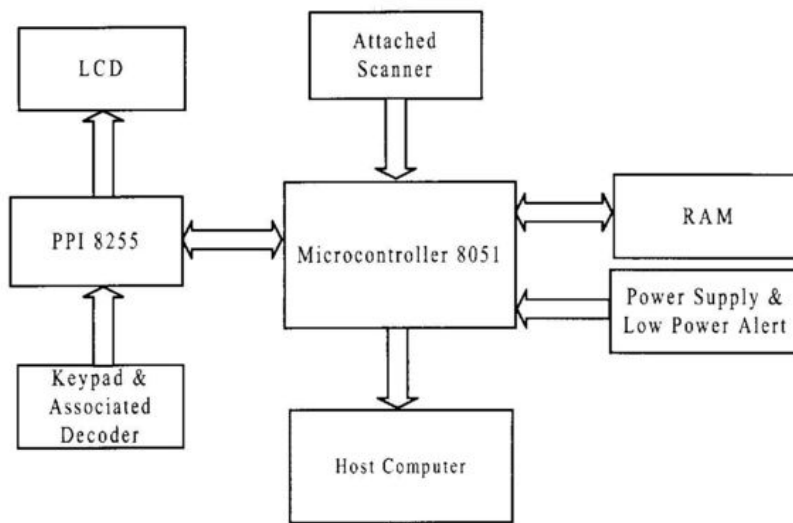 LCD
Attached
Scanner
PPI 8255
Microcontroller 8051
RAM
Power Supply &
Low Power Alert
Keypad &
Associated
Decoder
Host Computer